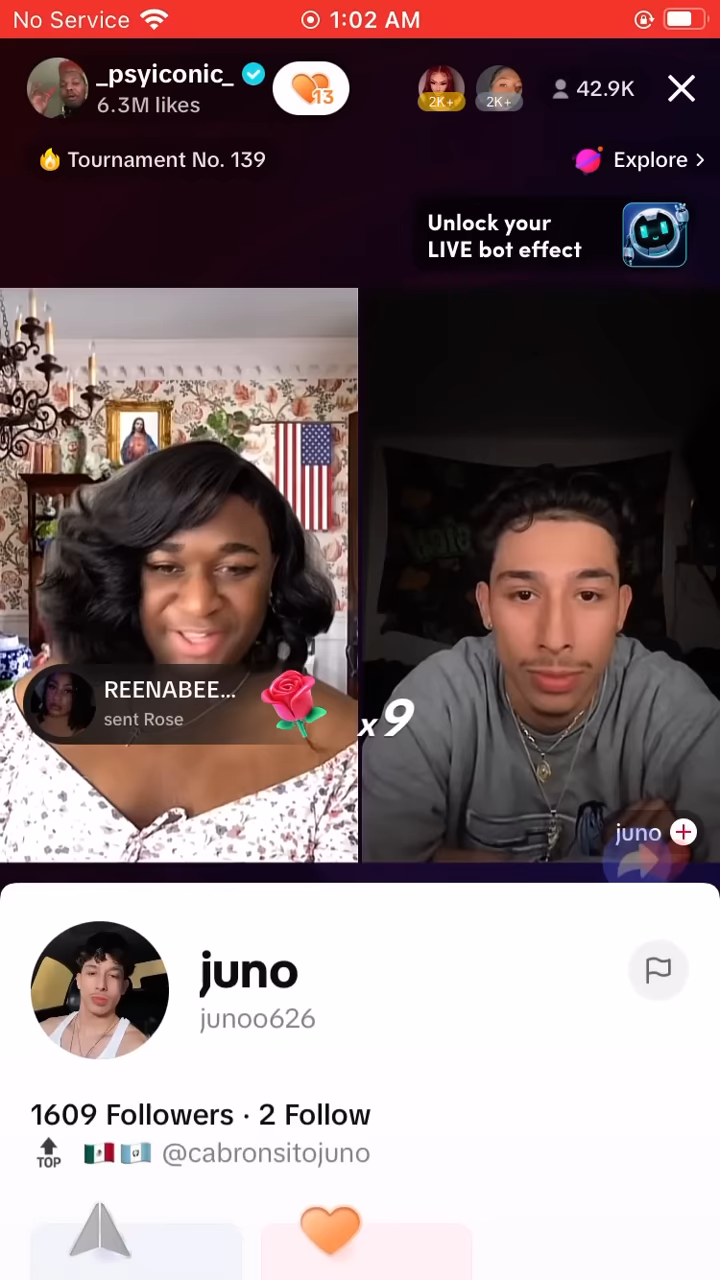 No Service
1:02 AM
_psyiconic_
6.3M likes
13
2K+
2K+
42.9K
Tournament No. 139
Explore >
Unlock your
LIVE bot effect
REENABEE...
sent Rose
x9
juno
juno
junoo626
1609 Followers · 2 Follow
TOP
@cabronsitojuno